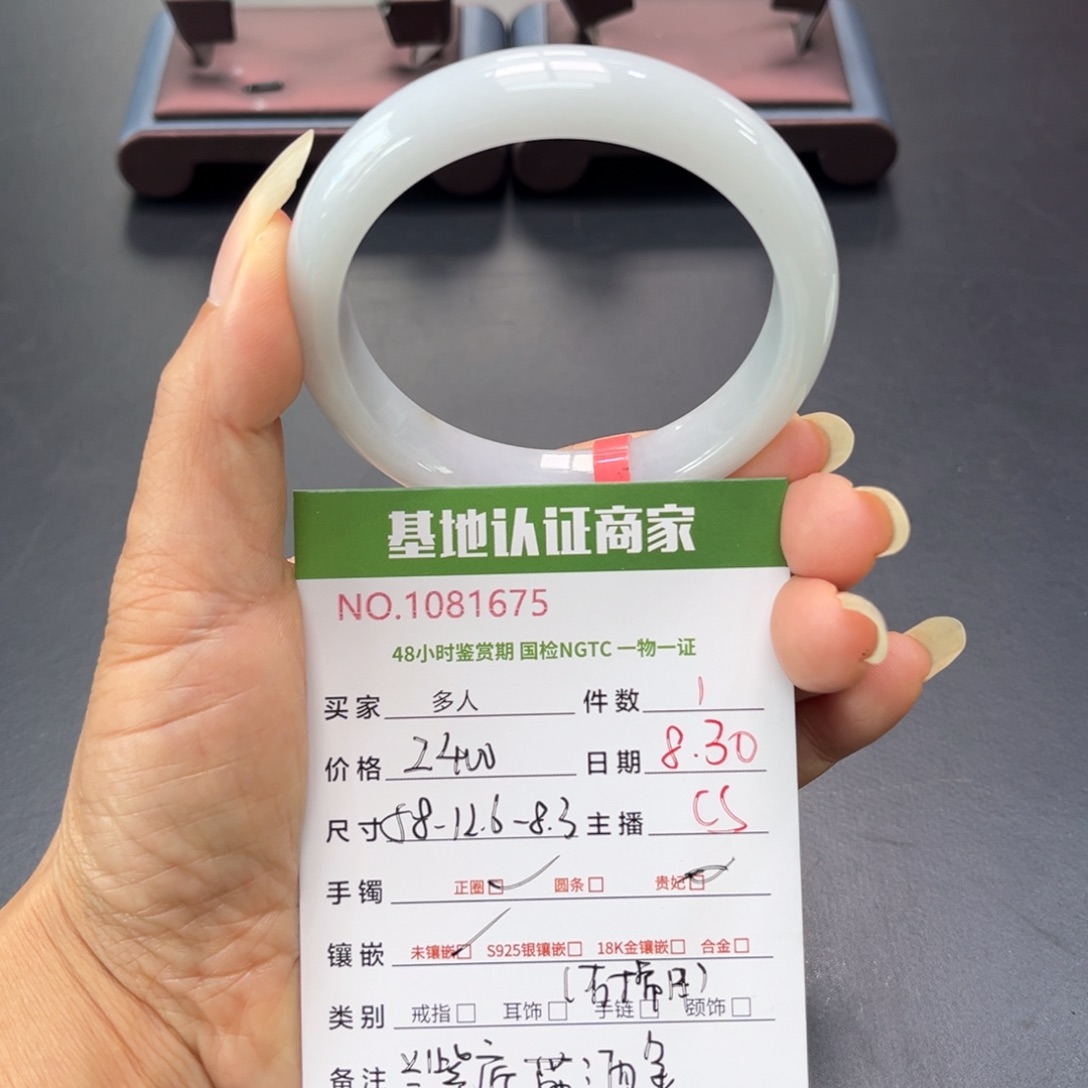 基地认证商家
NO.1081675
48小时鉴赏期 国检NGTC 一物一证
买家 多人 件数 1
价格 2400 日期 8.30
尺寸 58-12.6-8.3 主播 CS
手镯 正圈 圆条 贵妃
镶嵌 未镶嵌 S925银镶嵌 18K金镶嵌 合金
类别 戒指 耳饰 手链 颈饰
备注 紫底